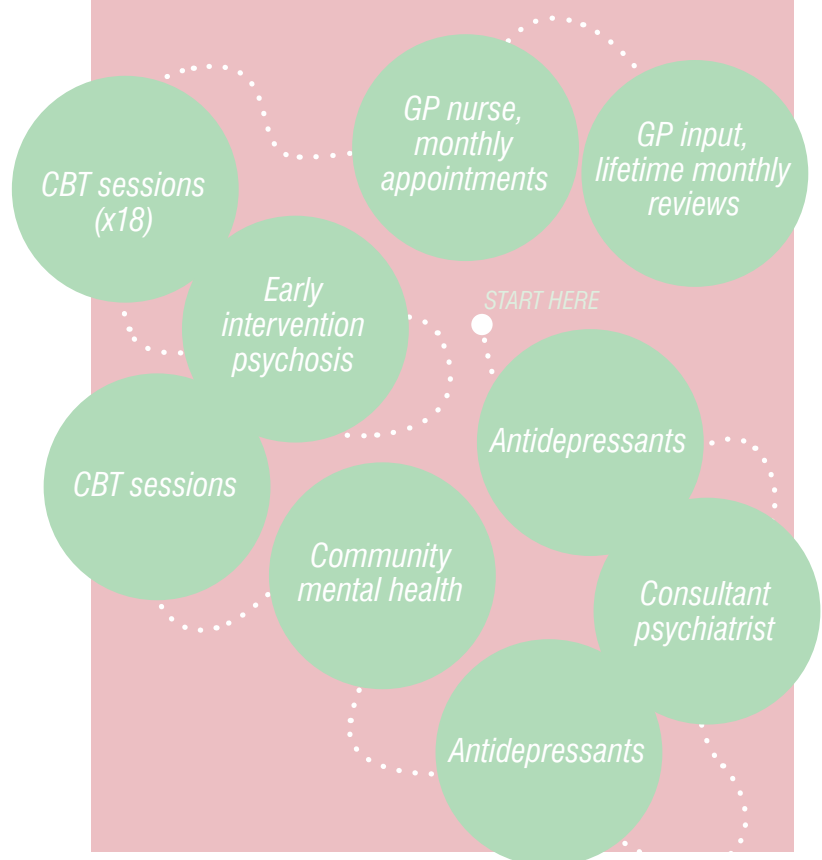 GP nurse,
monthly
appointments
GP input,
lifetime monthly
reviews
CBT sessions
(x18)
Early
intervention
psychosis
START HERE
Antidepressants
CBT sessions
Community
mental health
Consultant
psychiatrist
Antidepressants